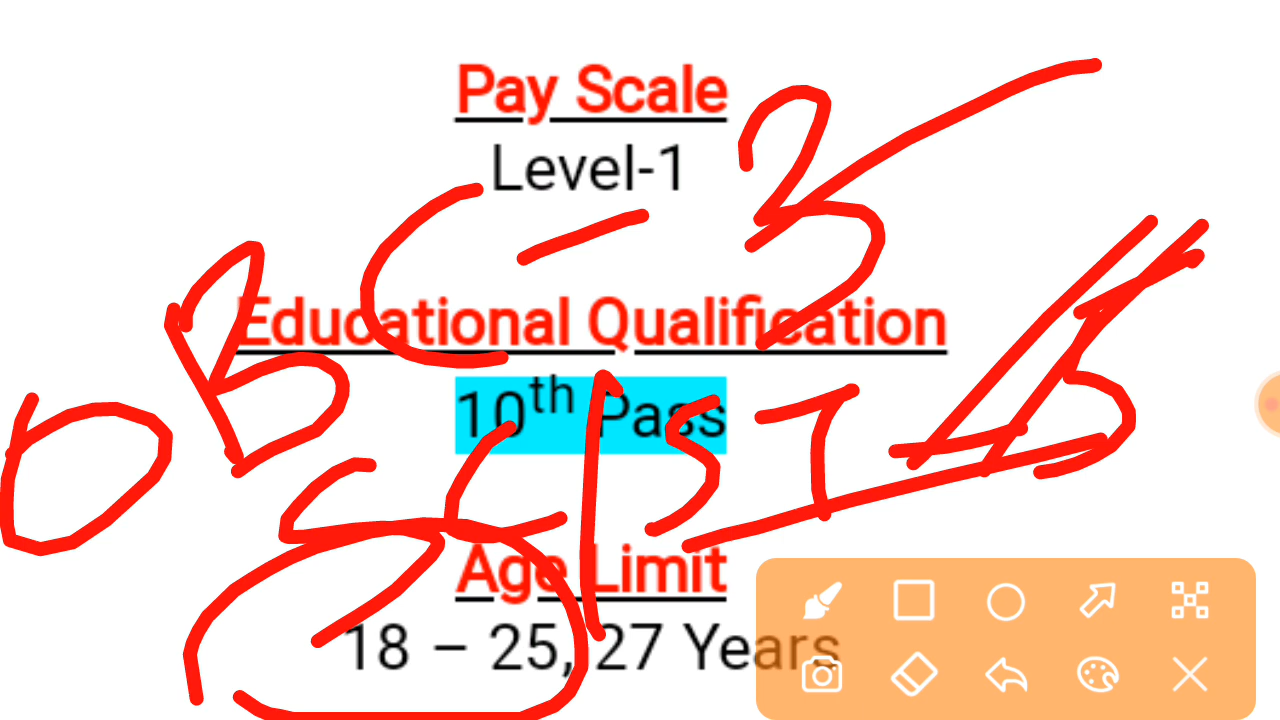 Pay Scale
Level-1
Educational Qualification
10th Pass
Age Limit
18 – 25, 27 Years
OBC - 3
SC/ST 5